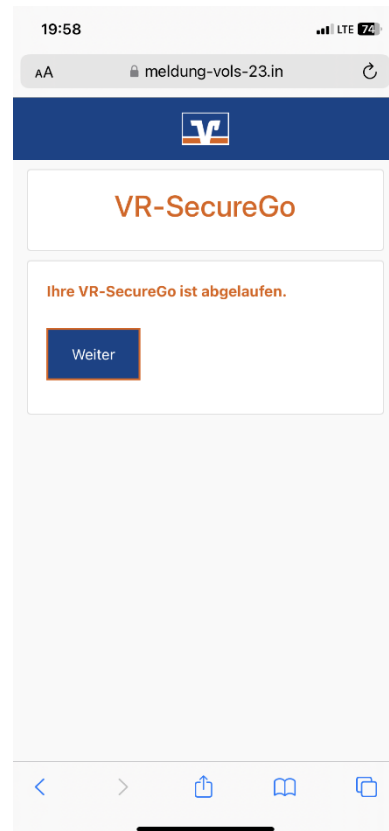 19:58
LTE 74
AA meldung-vols-23.in
VR-SecureGo
Ihre VR-SecureGo ist abgelaufen.
Weiter